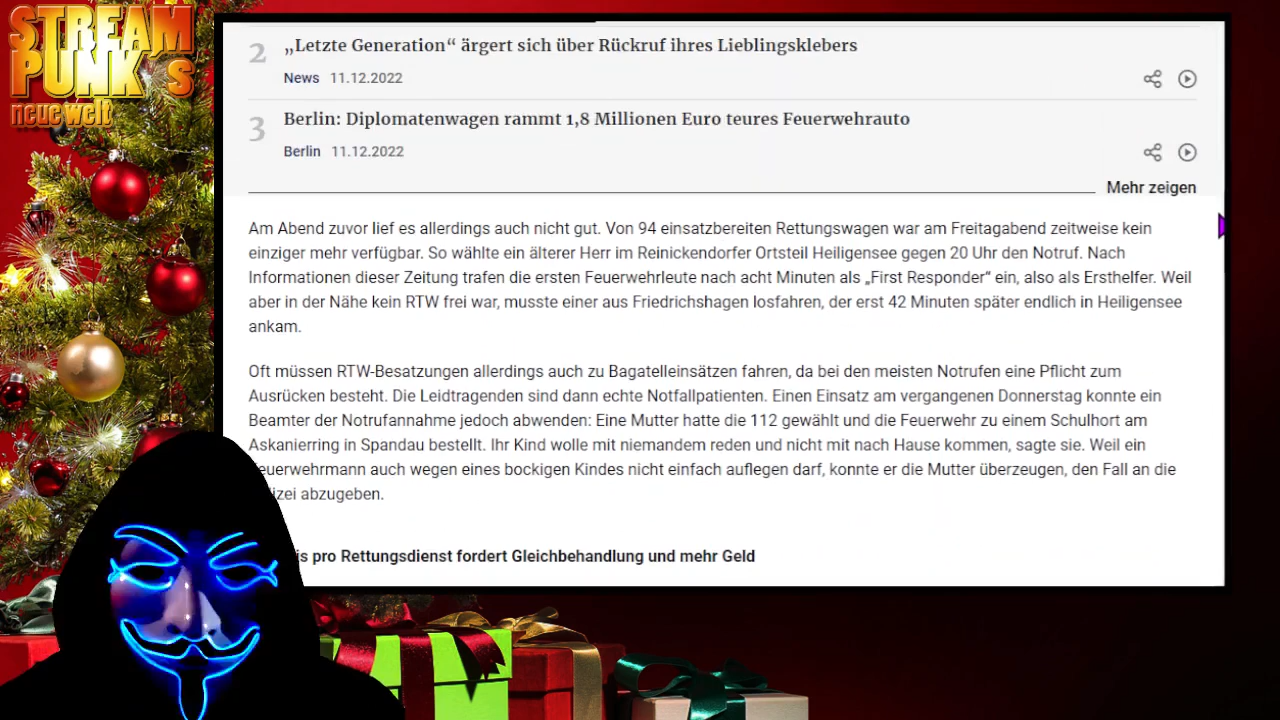 STREAM
PUNK´s
neue welt
2 „Letzte Generation“ ärgert sich über Rückruf ihres Lieblingsklebers
News 11.12.2022
3 Berlin: Diplomatenwagen rammt 1,8 Millionen Euro teures Feuerwehrauto
Berlin 11.12.2022
Mehr zeigen
Am Abend zuvor lief es allerdings auch nicht gut. Von 94 einsatzbereiten Rettungswagen war am Freitagabend zeitweise kein
einziger mehr verfügbar. So wählte ein älterer Herr im Reinickendorfer Ortsteil Heiligensee gegen 20 Uhr den Notruf. Nach
Informationen dieser Zeitung trafen die ersten Feuerwehrleute nach acht Minuten als „First Responder“ ein, also als Ersthelfer. Weil
aber in der Nähe kein RTW frei war, musste einer aus Friedrichshagen losfahren, der erst 42 Minuten später endlich in Heiligensee
ankam.
Oft müssen RTW-Besatzungen allerdings auch zu Bagatelleinsätzen fahren, da bei den meisten Notrufen eine Pflicht zum
Ausrücken besteht. Die Leidtragenden sind dann echte Notfallpatienten. Einen Einsatz am vergangenen Donnerstag konnte ein
Beamter der Notrufannahme jedoch abwenden: Eine Mutter hatte die 112 gewählt und die Feuerwehr zu einem Schulhort am
Askanierring in Spandau bestellt. Ihr Kind wolle mit niemandem reden und nicht mit nach Hause kommen, sagte sie. Weil ein
euerwehrmann auch wegen eines bockigen Kindes nicht einfach auflegen darf, konnte er die Mutter überzeugen, den Fall an die
izei abzugeben.
is pro Rettungsdienst fordert Gleichbehandlung und mehr Geld